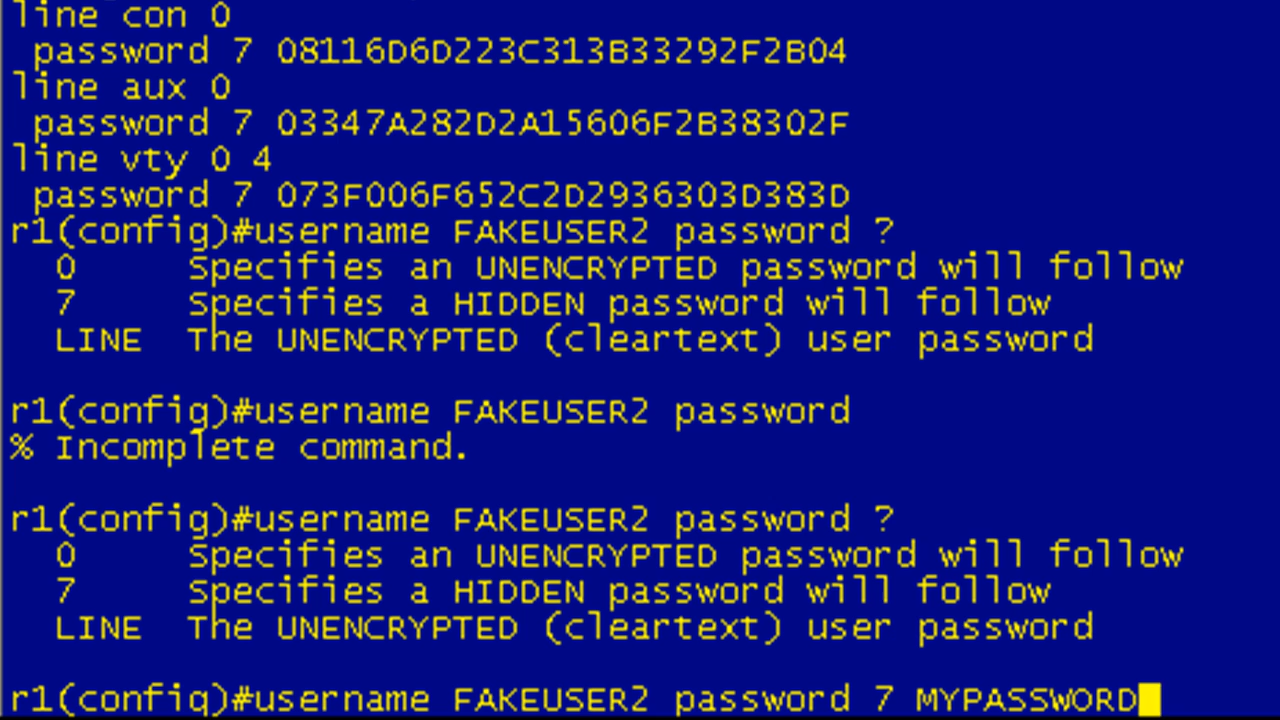 line con 0
 password 7 08116D6D223C313B33292F2B04
line aux 0
 password 7 03347A282D2A15606F2B38302F
line vty 0 4
 password 7 073F006F652C2D2936303D383D
r1(config)#username FAKEUSER2 password ?
  0     Specifies an UNENCRYPTED password will follow
  7     Specifies a HIDDEN password will follow
  LINE  The UNENCRYPTED (cleartext) user password
r1(config)#username FAKEUSER2 password
% Incomplete command.
r1(config)#username FAKEUSER2 password ?
  0     Specifies an UNENCRYPTED password will follow
  7     Specifies a HIDDEN password will follow
  LINE  The UNENCRYPTED (cleartext) user password
r1(config)#username FAKEUSER2 password 7 MYPASSWORD